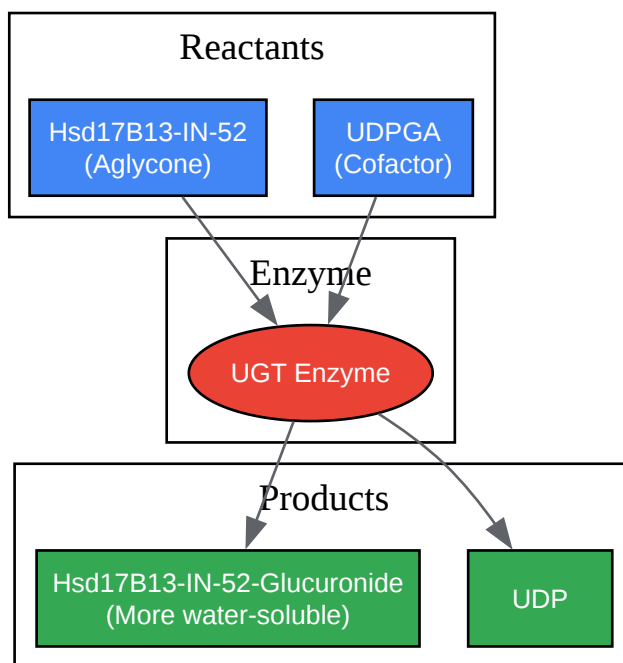 Reactants
Hsd17B13-IN-52
(Aglycone)
UDPGA
(Cofactor)
Enzyme
UGT Enzyme
Products
Hsd17B13-IN-52-Glucuronide
(More water-soluble)
UDP